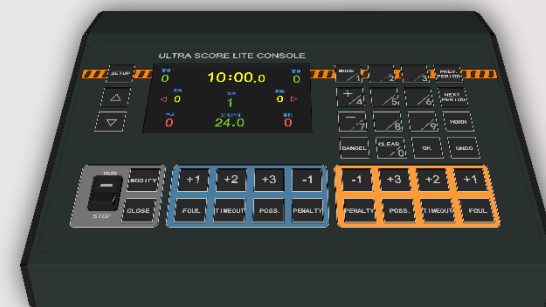 ULTRA SCORE LITE CONSOLE
SETUP
0 10:00.0 0
0 1 0
0 24.0 0
MODE 1 2 3 PREV. PERIOD
+ 4 5 6 NEXT PERIOD
- 7 8 9 HORN
CANCEL CLEAR 0 OK UNDO
RUN
STOP
MODIFY
CLOSE
+1 +2 +3 -1
FOUL TIMEOUT POSS. PENALTY
-1 +3 +2 +1
PENALTY POSS. TIMEOUT FOUL